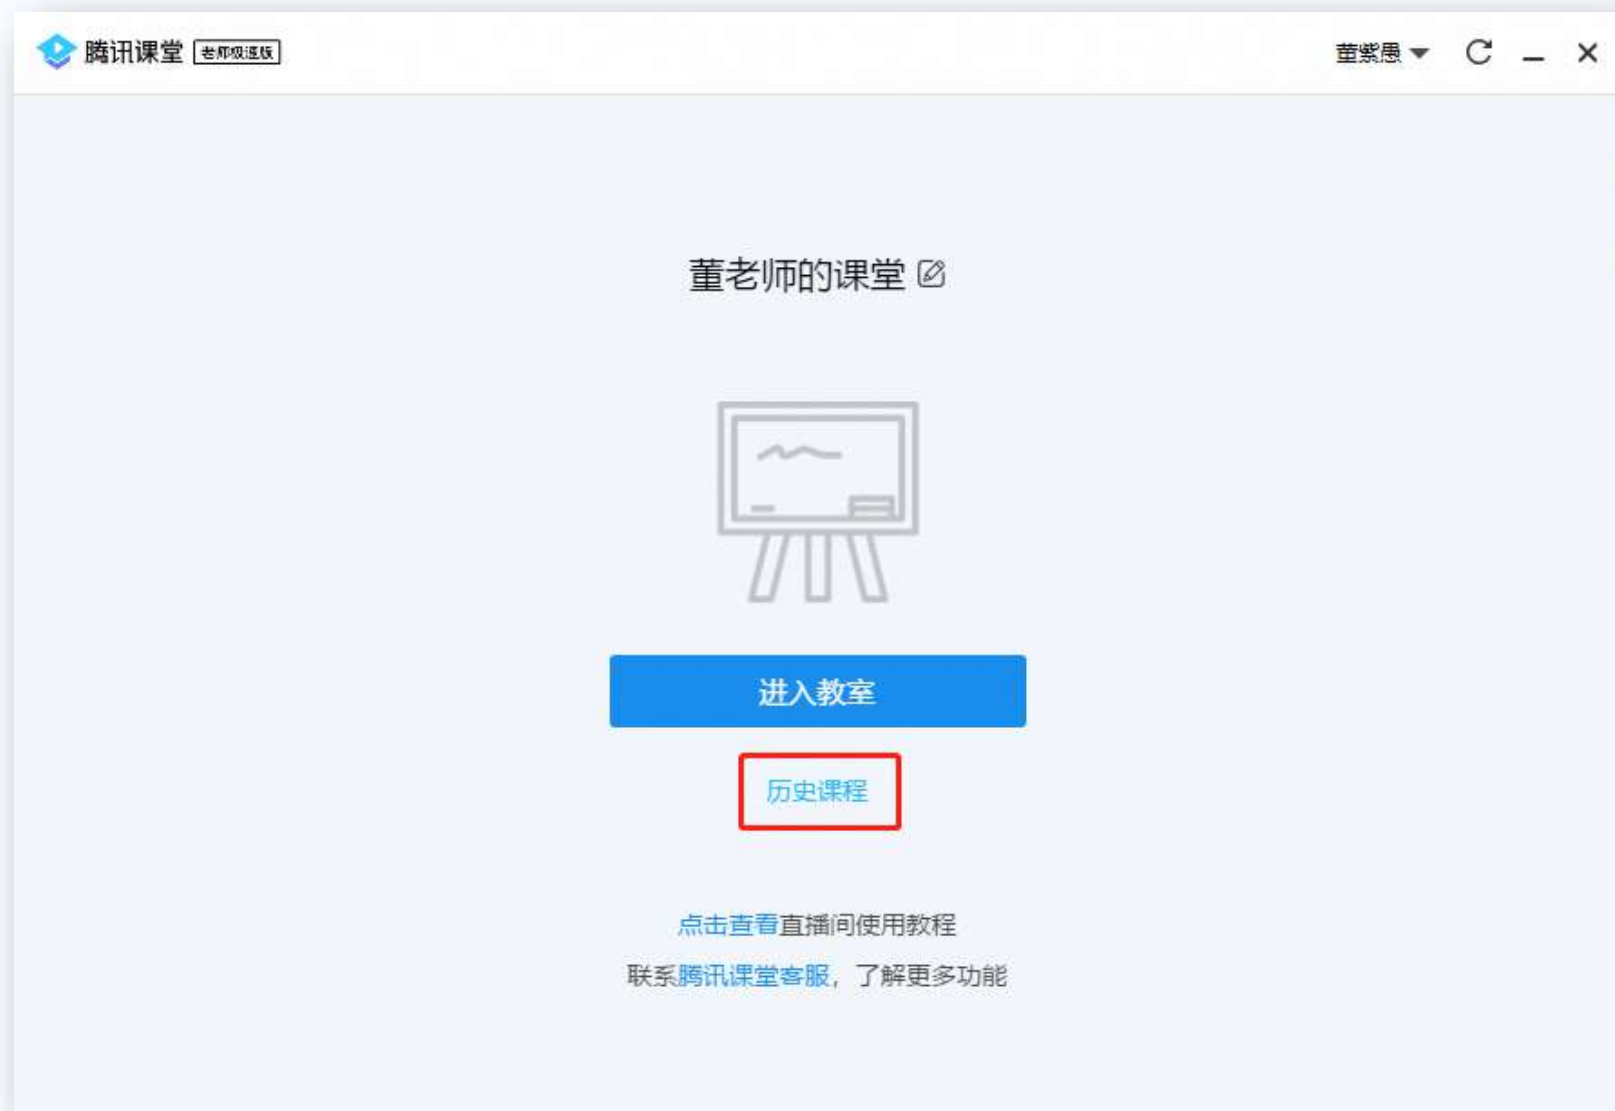 腾讯课堂 老师极速版
董紫愚
董老师的课堂
进入教室
历史课程
点击查看直播间使用教程
联系腾讯课堂客服，了解更多功能